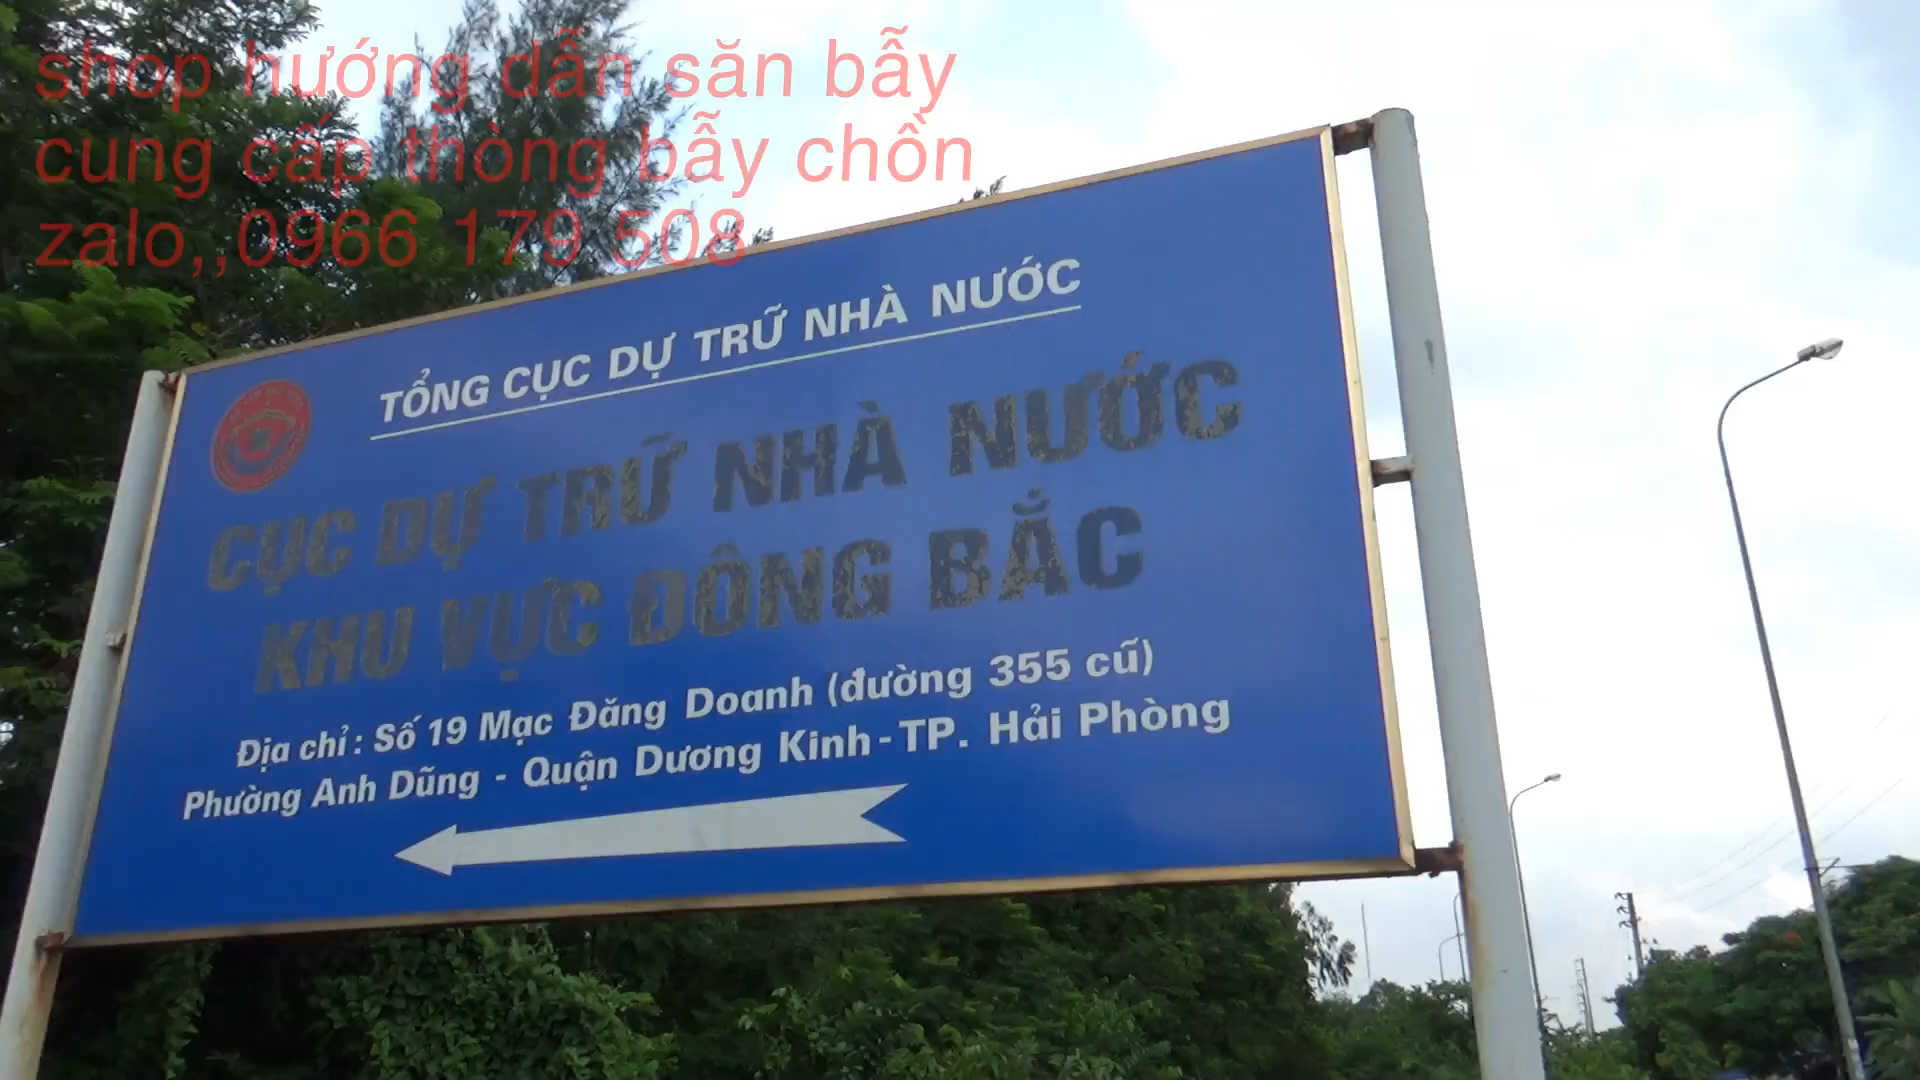 shop hướng dẫn săn bẫy
cung cấp thòng bẫy chồn
zalo,,0966 179 508
TỔNG CỤC DỰ TRỮ NHÀ NƯỚC
CỤC DỰ TRỮ NHÀ NƯỚC
KHU VỰC ĐÔNG BẮC
Địa chỉ: Số 19 Mạc Đăng Doanh (đường 355 cũ)
Phường Anh Dũng - Quận Dương Kinh - TP. Hải Phòng